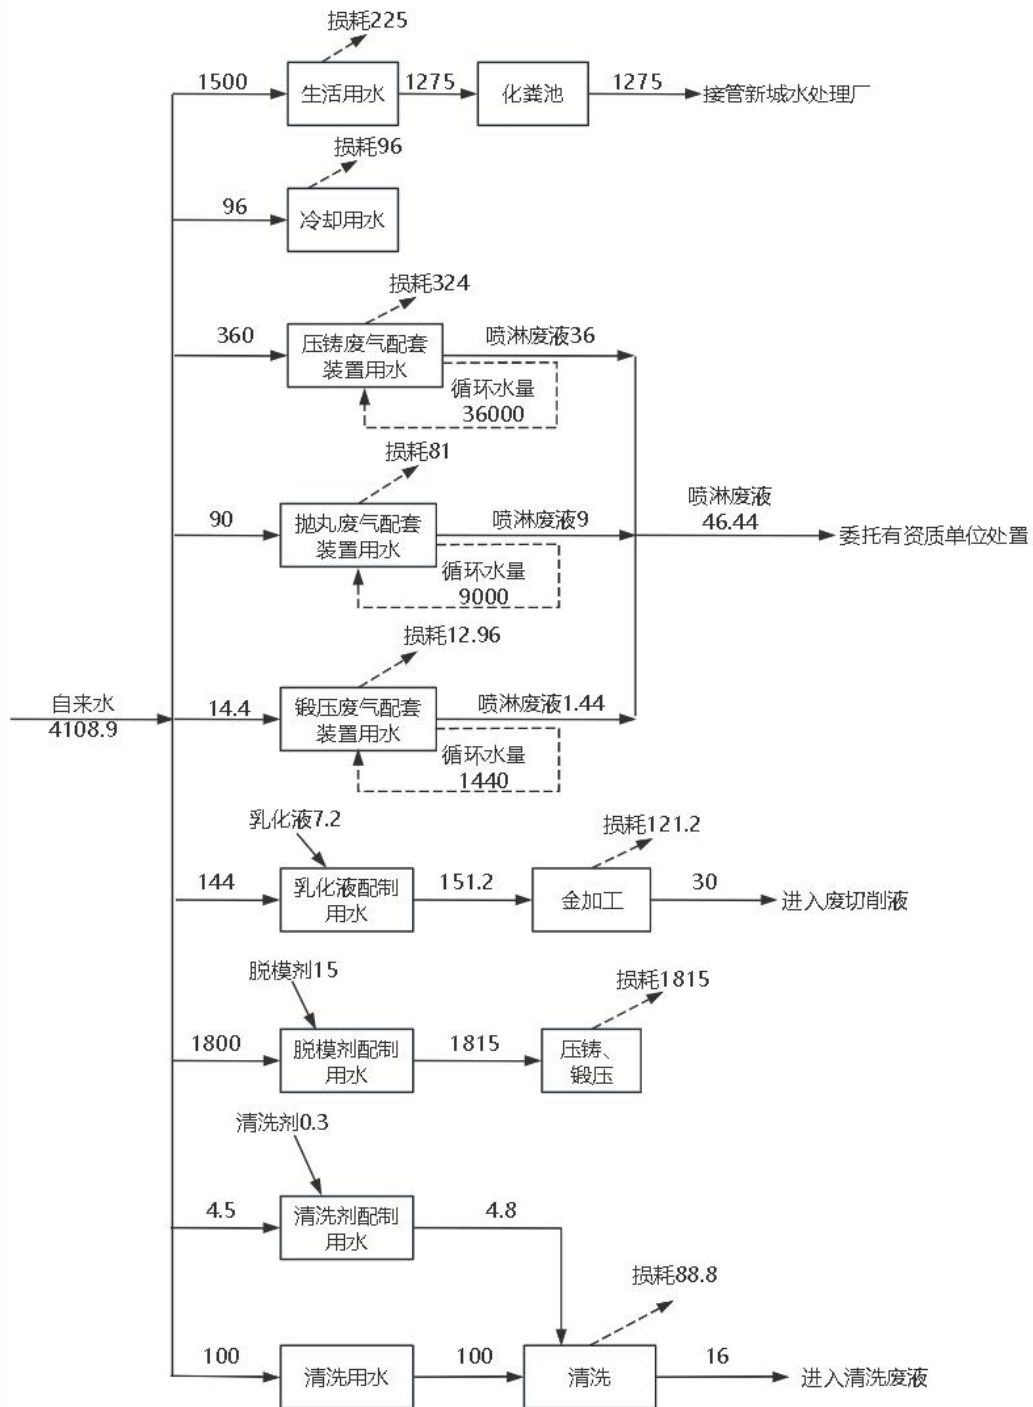 损耗225
1500
生活用水
1275
化粪池
1275
接管新城水处理厂
损耗96
96
冷却用水
损耗324
360
压铸废气配套
装置用水
喷淋废液36
循环水量
36000
损耗81
90
抛丸废气配套
装置用水
喷淋废液9
循环水量
9000
喷淋废液
46.44
委托有资质单位处置
损耗12.96
自来水
4108.9
14.4
锻压废气配套
装置用水
喷淋废液1.44
循环水量
1440
乳化液7.2
144
乳化液配制
用水
151.2
损耗121.2
金加工
30
进入废切削液
脱模剂15
1800
脱模剂配制
用水
1815
损耗1815
压铸、
锻压
清洗剂0.3
4.5
清洗剂配制
用水
4.8
损耗88.8
100
清洗用水
100
清洗
16
进入清洗废液